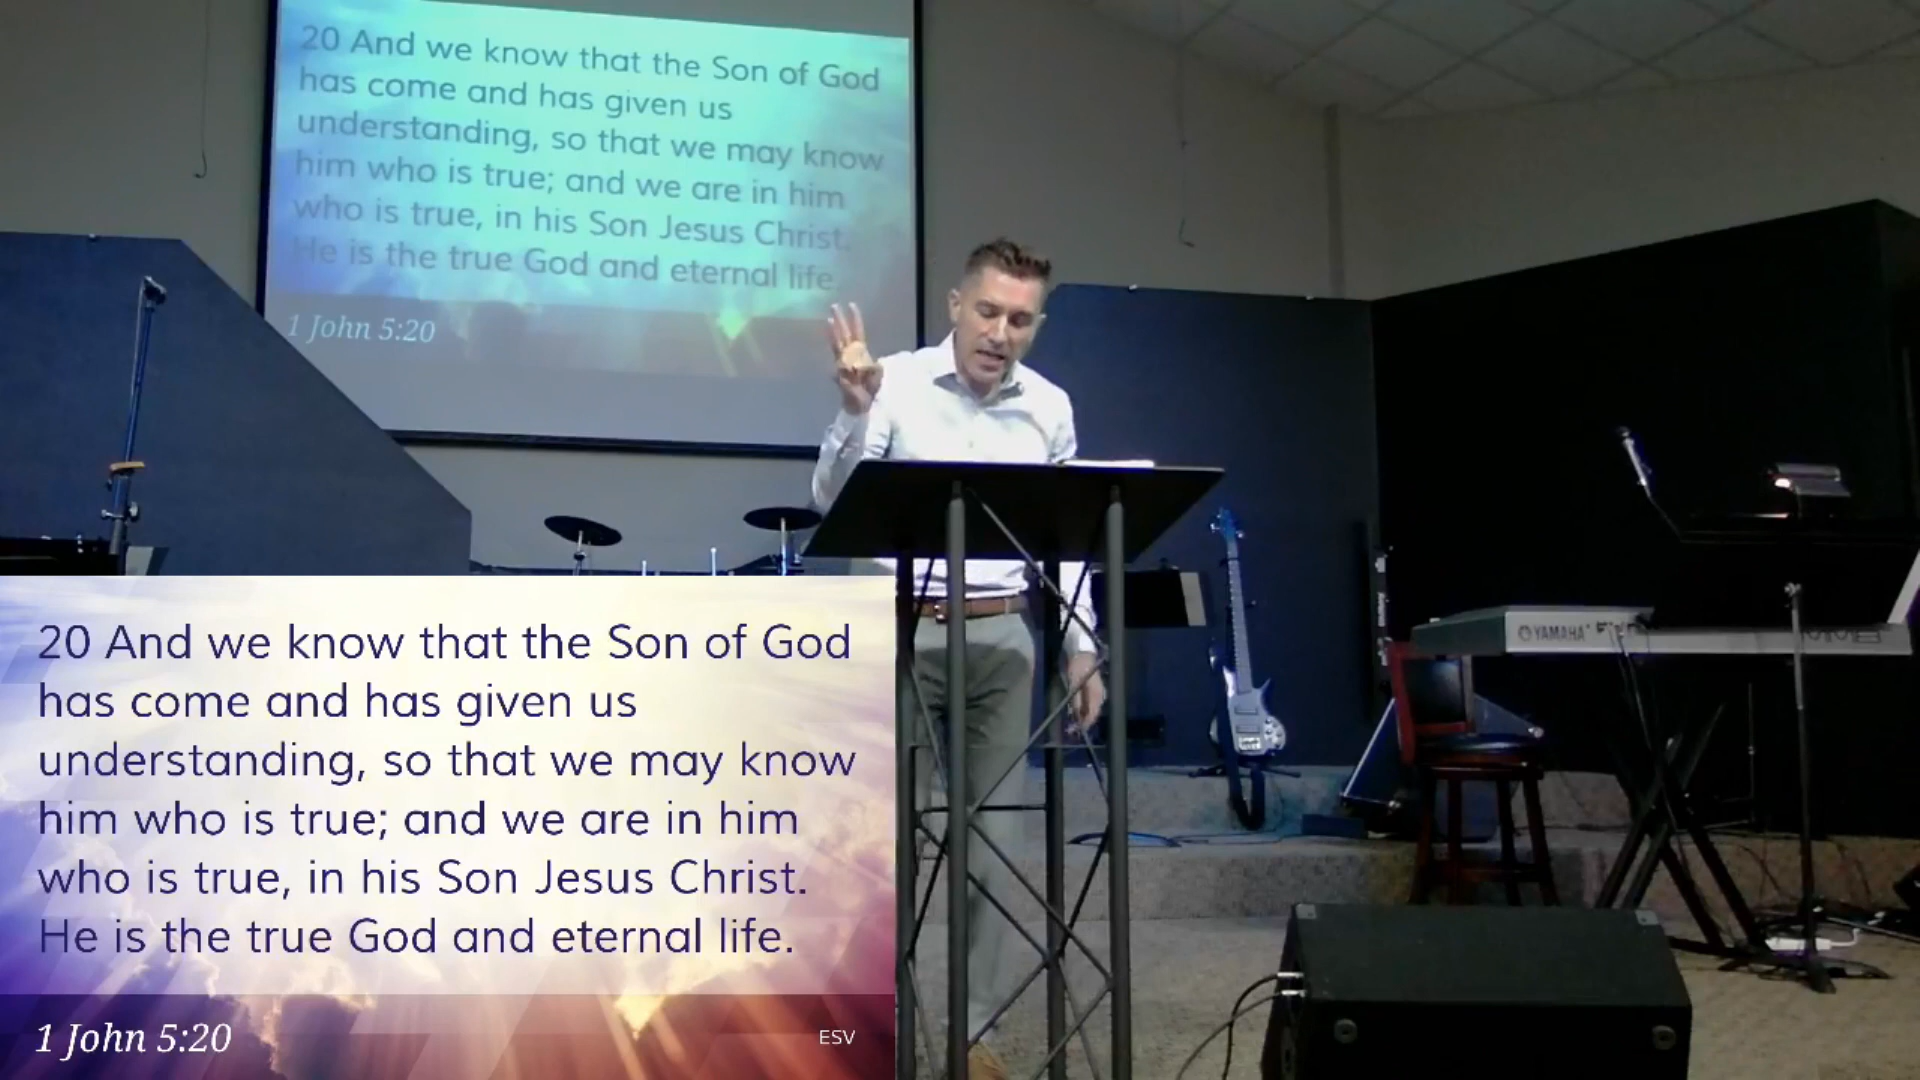 20 And we know that the Son of God
has come and has given us
understanding, so that we may know
him who is true; and we are in him
who is true, in his Son Jesus Christ.
He is the true God and eternal life.
1 John 5:20
20 And we know that the Son of God
has come and has given us
understanding, so that we may know
him who is true; and we are in him
who is true, in his Son Jesus Christ.
He is the true God and eternal life.
1 John 5:20
ESV
YAMAHA